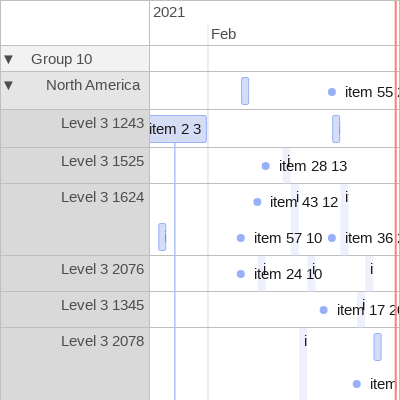 2021
Feb
▼ Group 10
▼ North America
item 55
Level 3 1243
item 2 3
Level 3 1525
i
item 28 13
Level 3 1624
item 43 12
i
i
item 57 10
item 36
Level 3 2076
item 24 10
i
i
i
Level 3 1345
item 17
i
Level 3 2078
i
item